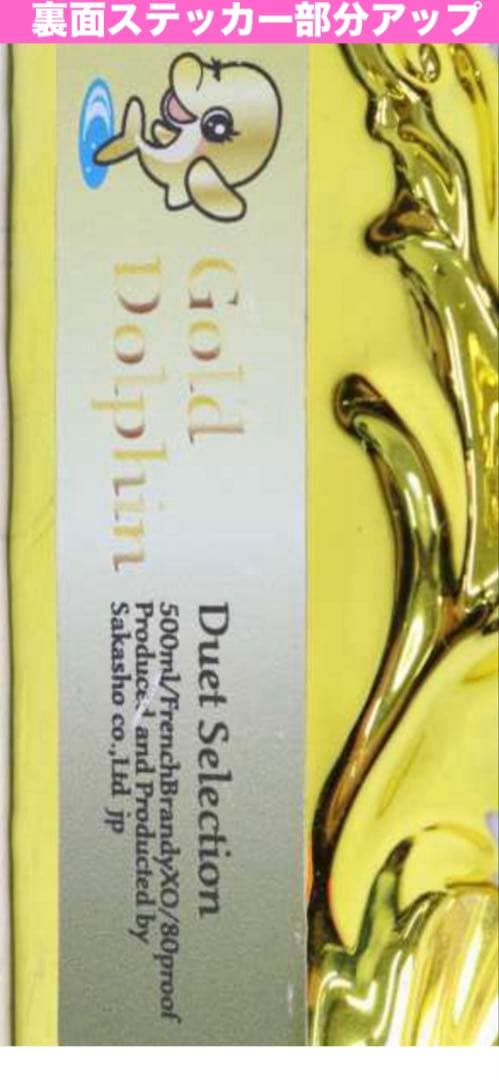 裏面ステッカー部分アップ
Gold
Dolphin
Duet Selection
500ml/FrenchBrandyXO/80proof
Produced and Producted by
Sakasho co.,Ltd jp